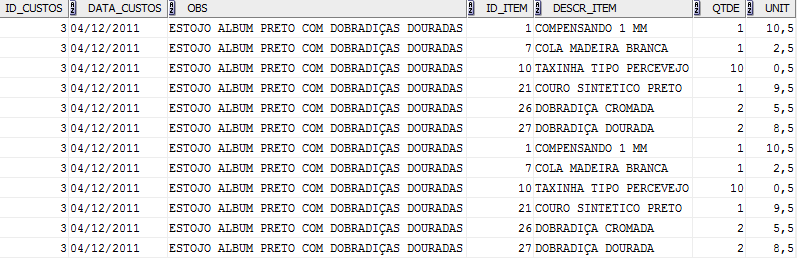 ID_CUSTOS DATA_CUSTOS OBS ID_ITEM DESCR_ITEM QTDE UNIT
3 04/12/2011 ESTOJO ALBUM PRETO COM DOBRADIÇAS DOURADAS 1 COMPENSANDO 1 MM 1 10,5
3 04/12/2011 ESTOJO ALBUM PRETO COM DOBRADIÇAS DOURADAS 7 COLA MADEIRA BRANCA 1 2,5
3 04/12/2011 ESTOJO ALBUM PRETO COM DOBRADIÇAS DOURADAS 10 TAXINHA TIPO PERCEVEJO 10 0,5
3 04/12/2011 ESTOJO ALBUM PRETO COM DOBRADIÇAS DOURADAS 21 COURO SINTETICO PRETO 1 9,5
3 04/12/2011 ESTOJO ALBUM PRETO COM DOBRADIÇAS DOURADAS 26 DOBRADIÇA CROMADA 2 5,5
3 04/12/2011 ESTOJO ALBUM PRETO COM DOBRADIÇAS DOURADAS 27 DOBRADIÇA DOURADA 2 8,5
3 04/12/2011 ESTOJO ALBUM PRETO COM DOBRADIÇAS DOURADAS 1 COMPENSANDO 1 MM 1 10,5
3 04/12/2011 ESTOJO ALBUM PRETO COM DOBRADIÇAS DOURADAS 7 COLA MADEIRA BRANCA 1 2,5
3 04/12/2011 ESTOJO ALBUM PRETO COM DOBRADIÇAS DOURADAS 10 TAXINHA TIPO PERCEVEJO 10 0,5
3 04/12/2011 ESTOJO ALBUM PRETO COM DOBRADIÇAS DOURADAS 21 COURO SINTETICO PRETO 1 9,5
3 04/12/2011 ESTOJO ALBUM PRETO COM DOBRADIÇAS DOURADAS 26 DOBRADIÇA CROMADA 2 5,5
3 04/12/2011 ESTOJO ALBUM PRETO COM DOBRADIÇAS DOURADAS 27 DOBRADIÇA DOURADA 2 8,5